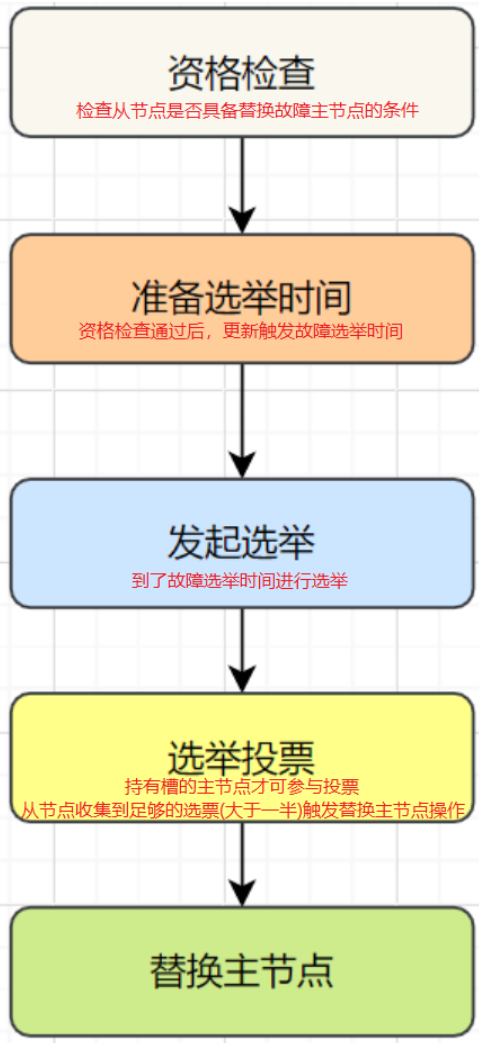 资格检查
检查从节点是否具备替换故障主节点的条件
准备选举时间
资格检查通过后，更新触发故障选举时间
发起选举
到了故障选举时间进行选举
选举投票
持有槽的主节点才可参与投票
从节点收集到足够的选票(大于一半)触发替换主节点操作
替换主节点